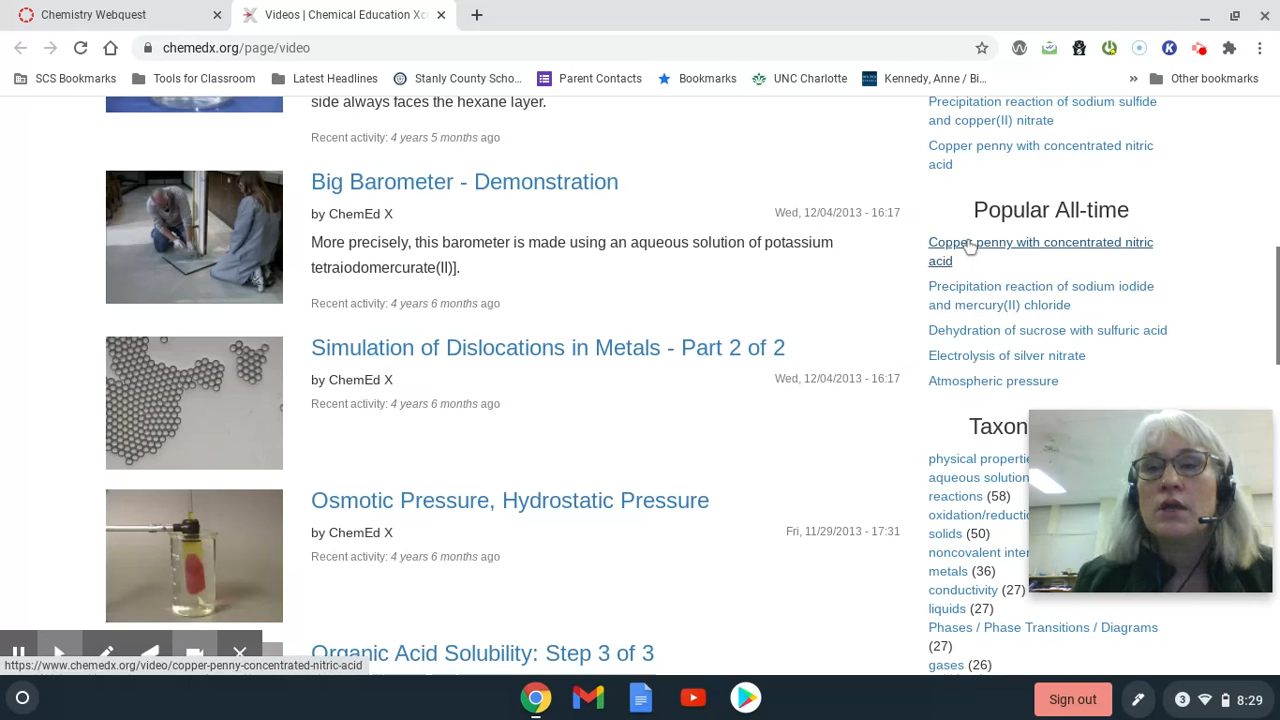 Chemistry Webquest
Videos | Chemical Education Xc
chemedx.org/page/video
SCS Bookmarks
Tools for Classroom
Latest Headlines
Stanly County Scho...
Parent Contacts
Bookmarks
UNC Charlotte
Kennedy, Anne / Bi...
Other bookmarks
side always faces the hexane layer.
Recent activity: 4 years 5 months ago
Big Barometer - Demonstration
by ChemEd X
Wed, 12/04/2013 - 16:17
More precisely, this barometer is made using an aqueous solution of potassium
tetraiodomercurate(II)].
Recent activity: 4 years 6 months ago
Simulation of Dislocations in Metals - Part 2 of 2
by ChemEd X
Wed, 12/04/2013 - 16:17
Recent activity: 4 years 6 months ago
Osmotic Pressure, Hydrostatic Pressure
by ChemEd X
Fri, 11/29/2013 - 17:31
Recent activity: 4 years 6 months ago
Organic Acid Solubility: Step 3 of 3
Precipitation reaction of sodium sulfide
and copper(II) nitrate
Copper penny with concentrated nitric
acid
Popular All-time
Copper penny with concentrated nitric
acid
Precipitation reaction of sodium iodide
and mercury(II) chloride
Dehydration of sucrose with sulfuric acid
Electrolysis of silver nitrate
Atmospheric pressure
Taxon
physical propertie
aqueous solution
reactions (58)
oxidation/reductio
solids (50)
noncovalent inter
metals (36)
conductivity (27)
liquids (27)
Phases / Phase Transitions / Diagrams
(27)
gases (26)
https://www.chemedx.org/video/copper-penny-concentrated-nitric-acid
Sign out
3
8:29